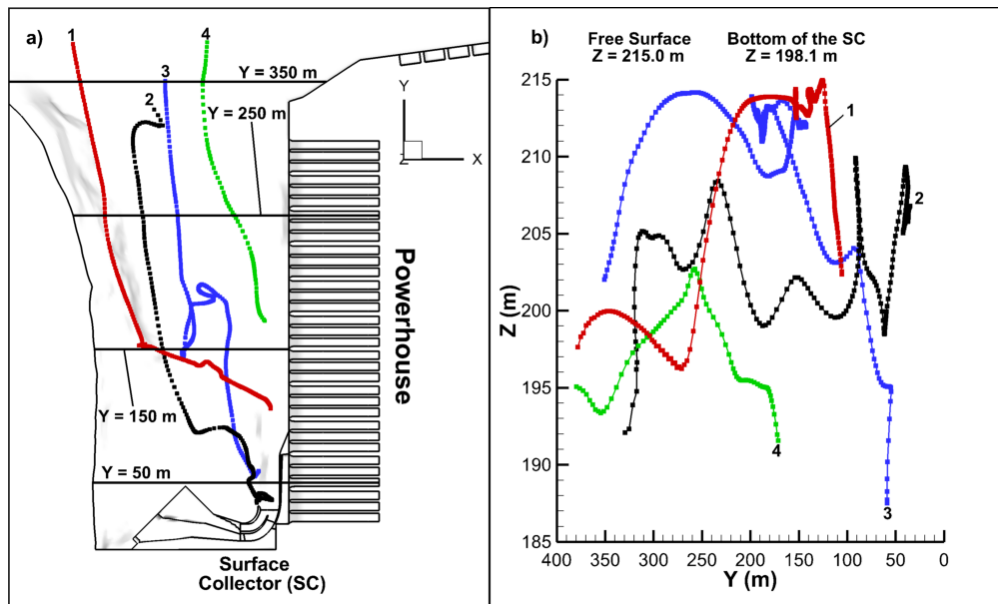 a)
1
4
3
2
Y = 350 m
Y = 250 m
Y = 150 m
Y = 50 m
Y
Z
X
Powerhouse
Surface
Collector (SC)
b)
Free Surface
Z = 215.0 m
Bottom of the SC
Z = 198.1 m
215
210
205
200
195
190
185
Z (m)
1
2
4
3
400
350
300
250
200
150
100
50
0
Y (m)